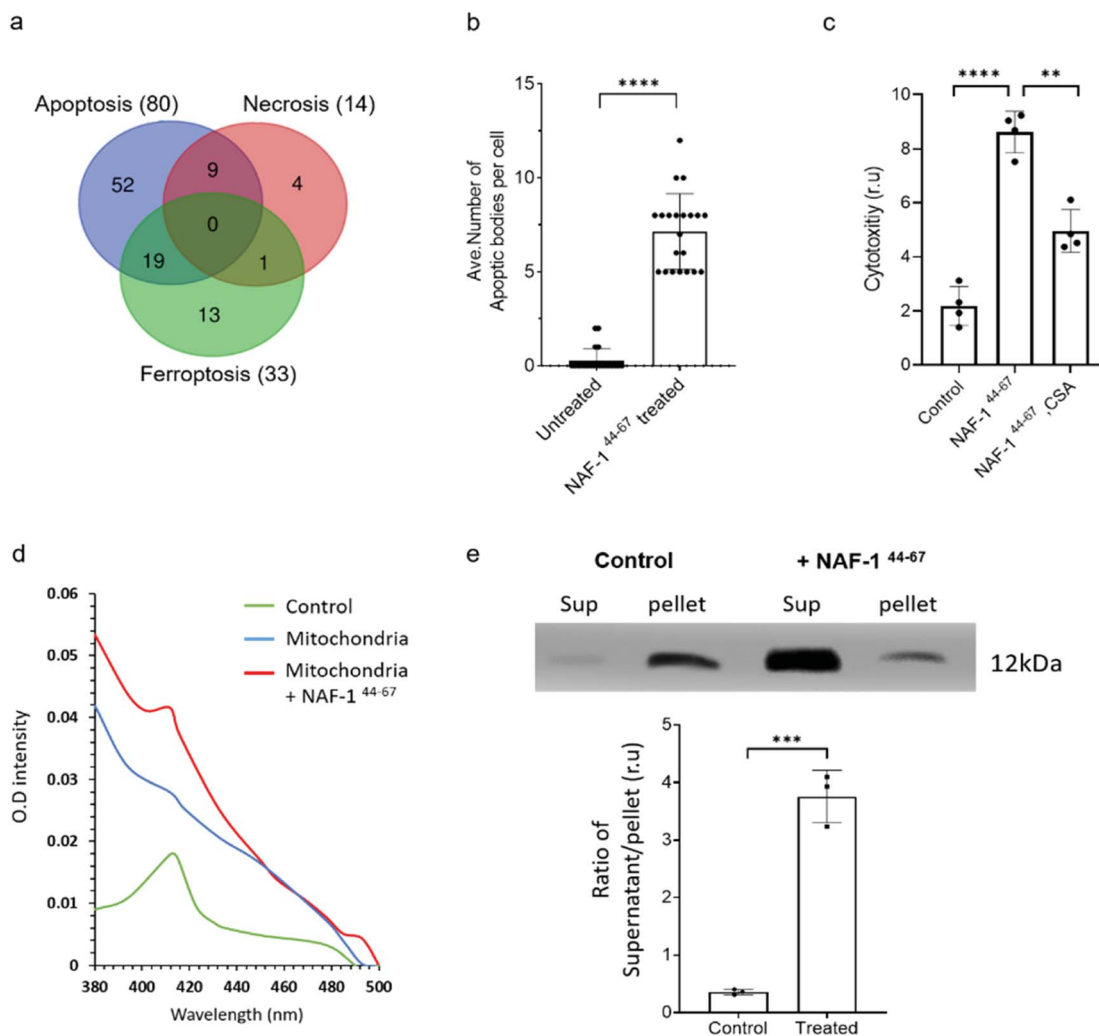 a
Apoptosis (80)
Necrosis (14)
52
9
4
0
19
1
13
Ferroptosis (33)
b
Ave.Number of
Apoptic bodies per cell
15
10
5
0
****
Untreated
NAF-1 44-67 treated
c
Cytotoxitiy (r.u)
10
8
6
4
2
0
****
**
Control
NAF-1 44-67
NAF-1 44-67 ,CSA
d
O.D intensity
0.06
0.05
0.04
0.03
0.02
0.01
0
Control
Mitochondria
Mitochondria
+ NAF-1 44-67
380 400 420 440 460 480 500
Wavelength (nm)
e
Control + NAF-1 44-67
Sup pellet Sup pellet
12kDa
Ratio of
Supernatant/pellet (r.u)
5
4
3
2
1
0
***
Control Treated